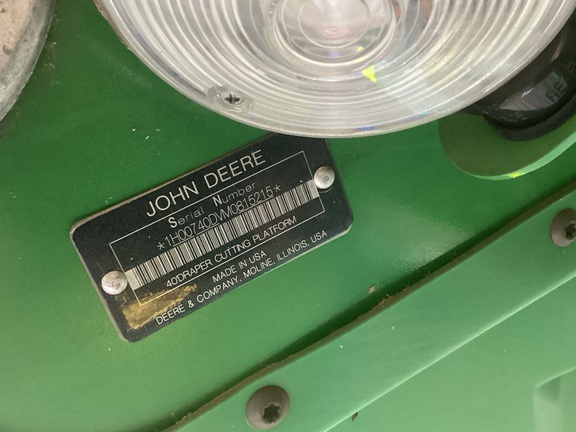 JOHN DEERE
Serial Number
*1H00740DVM0815215*
40'DRAPER CUTTING PLATFORM
MADE IN USA
DEERE & COMPANY, MOLINE, ILLINOIS, USA